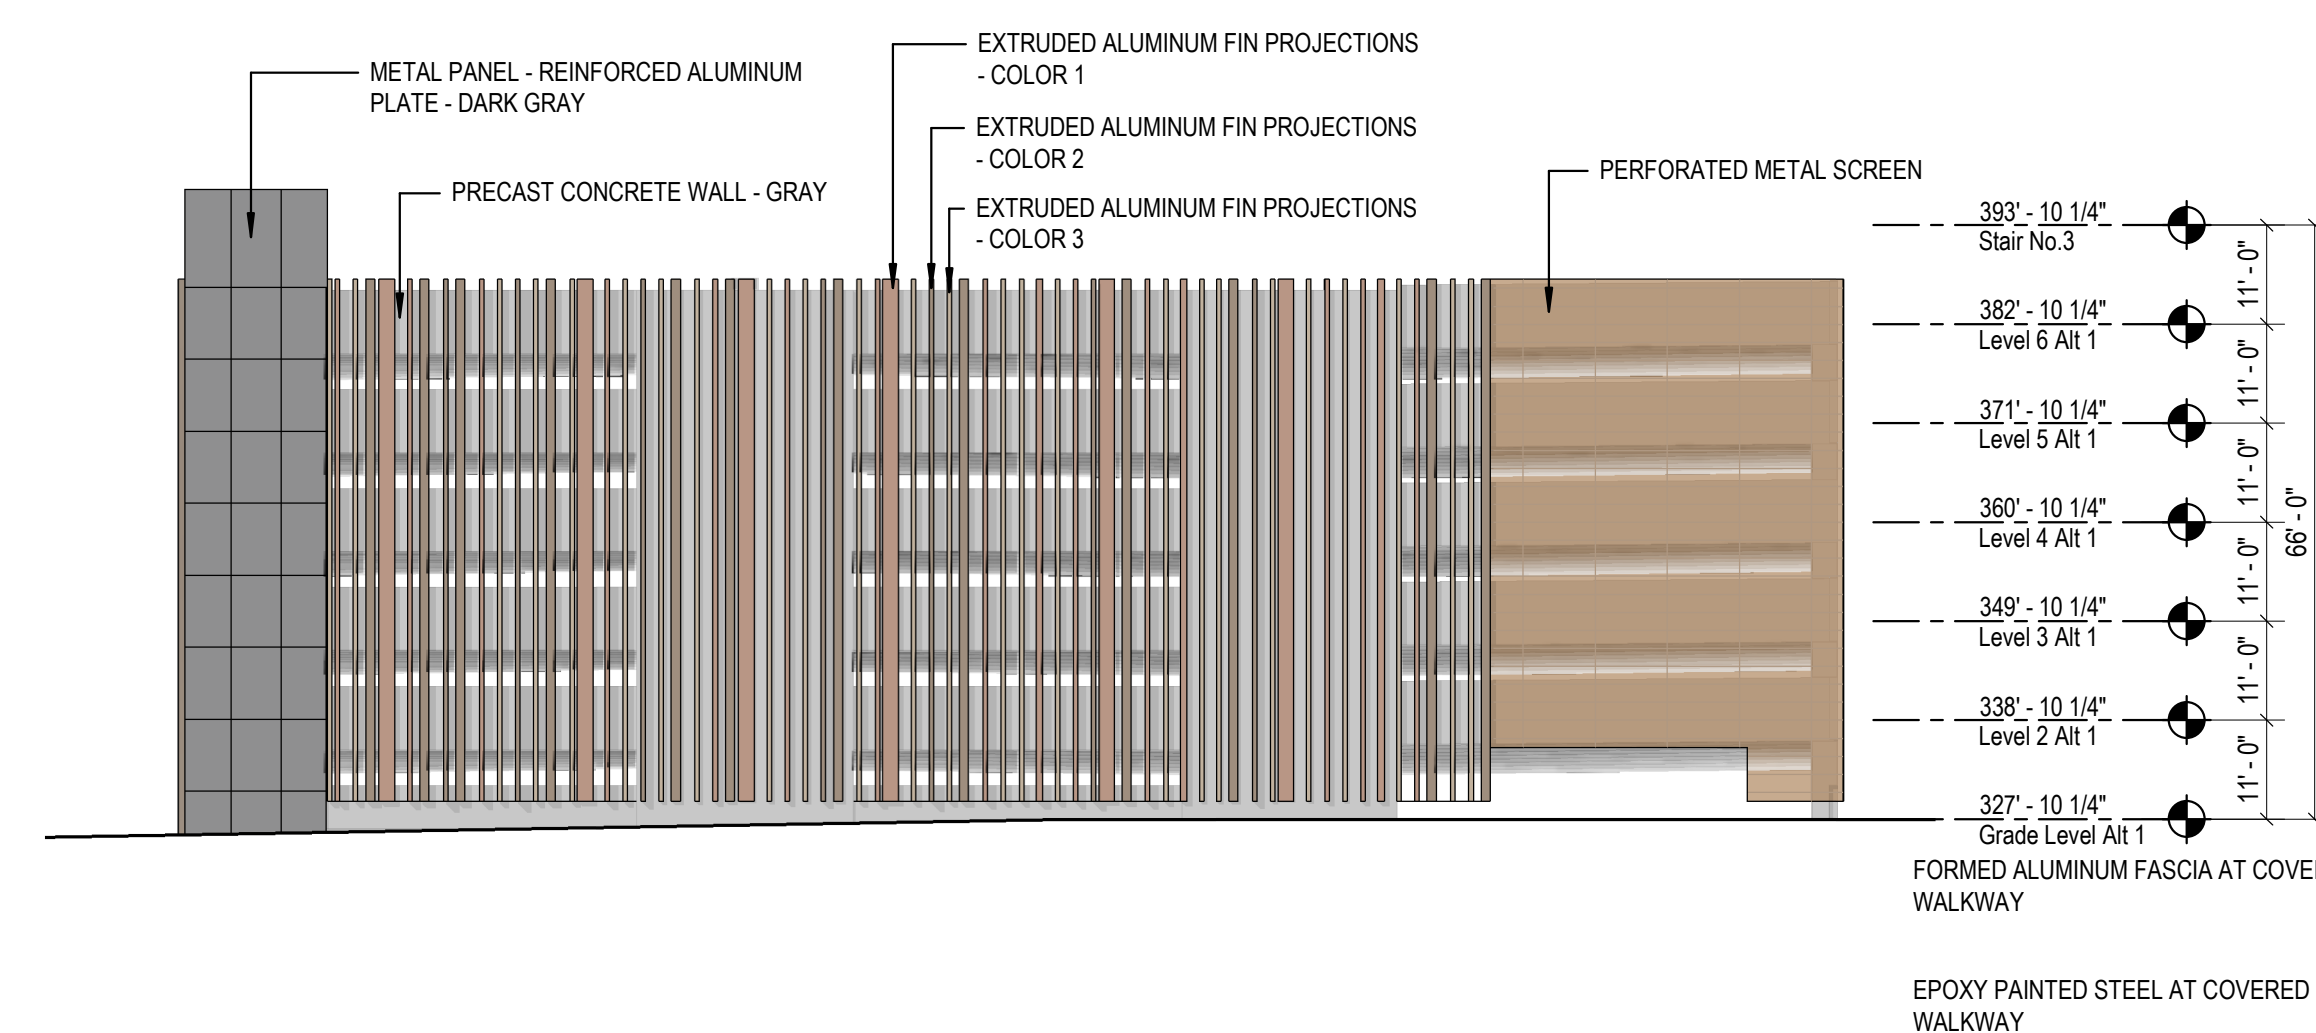 EXTRUDED ALUMINUM FIN PROJECTIONS
- COLOR 1
METAL PANEL - REINFORCED ALUMINUM
PLATE - DARK GRAY
EXTRUDED ALUMINUM FIN PROJECTIONS
- COLOR 2
PERFORATED METAL SCREEN
PRECAST CONCRETE WALL - GRAY
EXTRUDED ALUMINUM FIN PROJECTIONS
- COLOR 3
393' - 10 1/4"
Stair No.3
11' - 0"
382' - 10 1/4"
Level 6 Alt 1
11' - 0"
371' - 10 1/4"
Level 5 Alt 1
11' - 0"
360' - 10 1/4"
Level 4 Alt 1
66' - 0"
11' - 0"
349' - 10 1/4"
Level 3 Alt 1
11' - 0"
338' - 10 1/4"
Level 2 Alt 1
11' - 0"
327' - 10 1/4"
Grade Level Alt 1
FORMED ALUMINUM FASCIA AT
WALKWAY
EPOXY PAINTED STEEL AT COVERED
WALKWAY